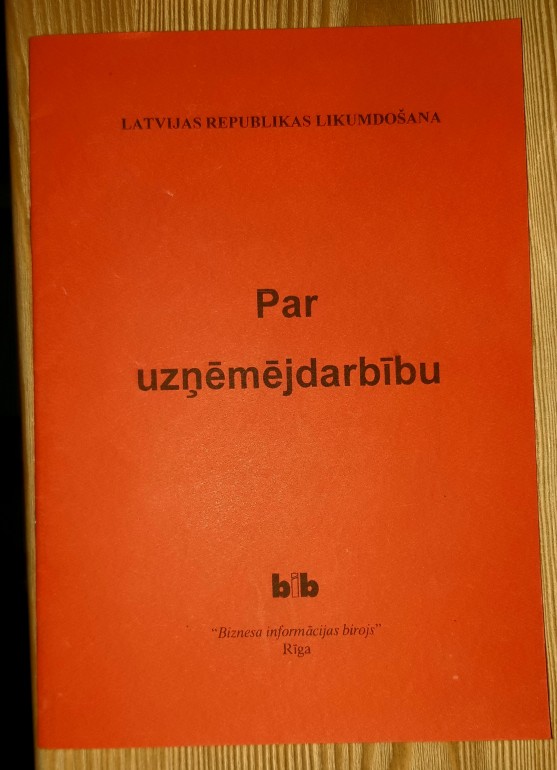 LATVIJAS REPUBLIKAS LIKUMDOŠANA
Par
uzņēmējdarbību
bib
“Biznesa informācijas birojs”
Rīga